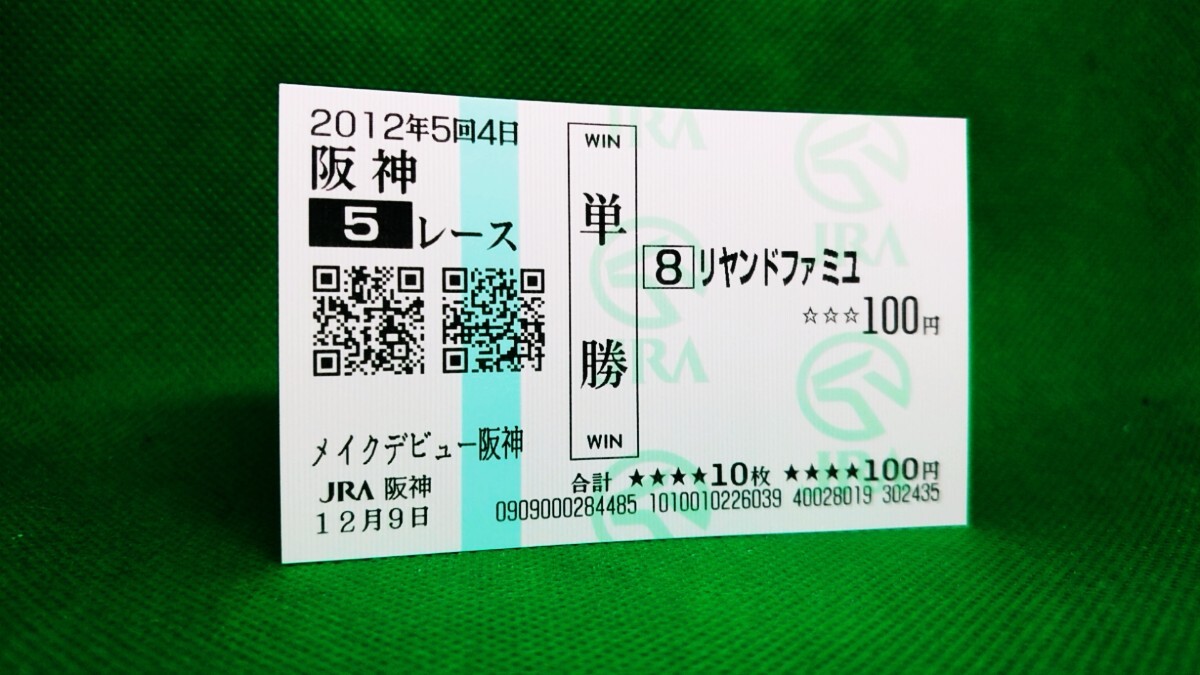 2012年5回4日
阪神
5レース
メイクデビュー阪神
JRA 阪神
12月9日
WIN
単勝
WIN
8 リヤンドファミユ
☆☆☆100円
合計 ★★★★10枚 ★★★★100円
0909000284485 1010010226039 40028019 302435
JRA
JRA
JRA
JRA